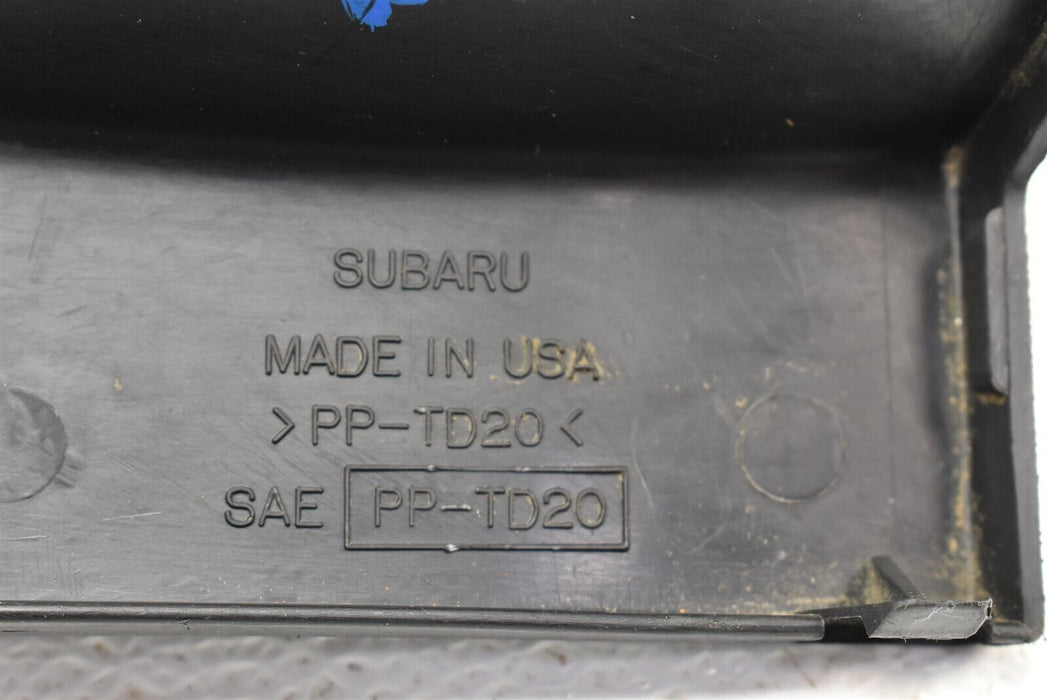 SUBARU
MADE IN USA
>PP-TD20<
SAE PP-TD20